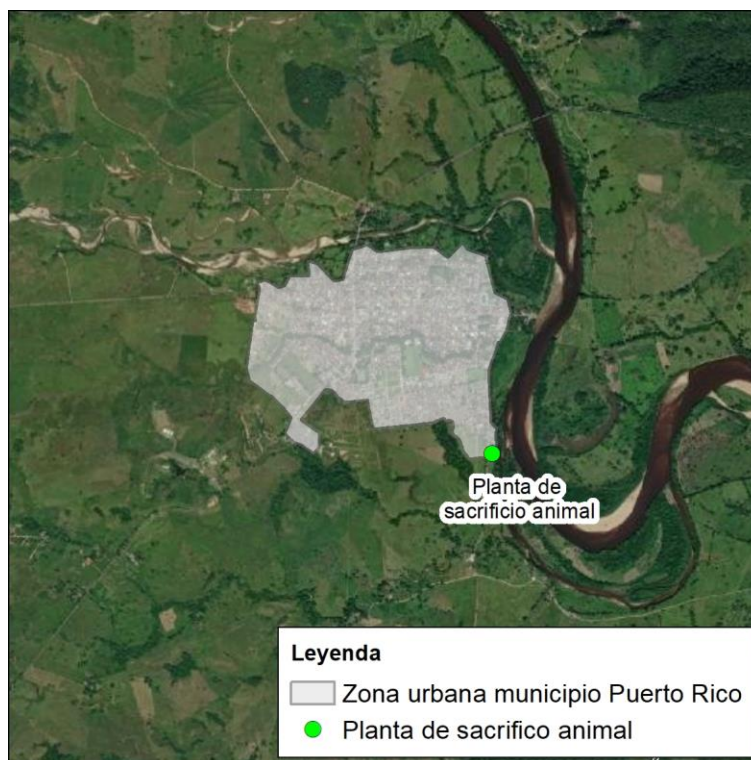 Planta de
sacrificio animal
Leyenda
Zona urbana municipio Puerto Rico
Planta de sacrifico animal